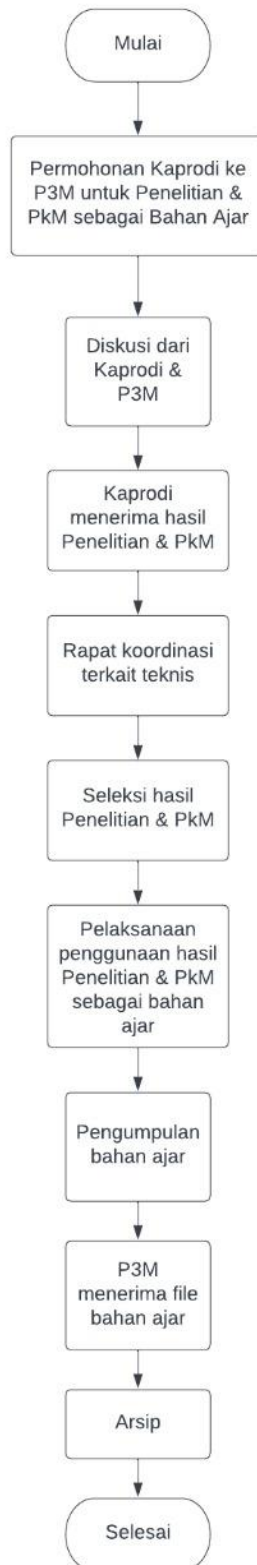 Mulai
Permohonan Kaprodi ke
P3M untuk Penelitian &
PkM sebagai Bahan Ajar
Diskusi dari
Kaprodi &
P3M
Kaprodi
menerima hasil
Penelitian & PkM
Rapat koordinasi
terkait teknis
Seleksi hasil
Penelitian & PkM
Pelaksanaan
penggunaan hasil
Penelitian & PkM
sebagai bahan
ajar
Pengumpulan
bahan ajar
P3M
menerima file
bahan ajar
Arsip
Selesai